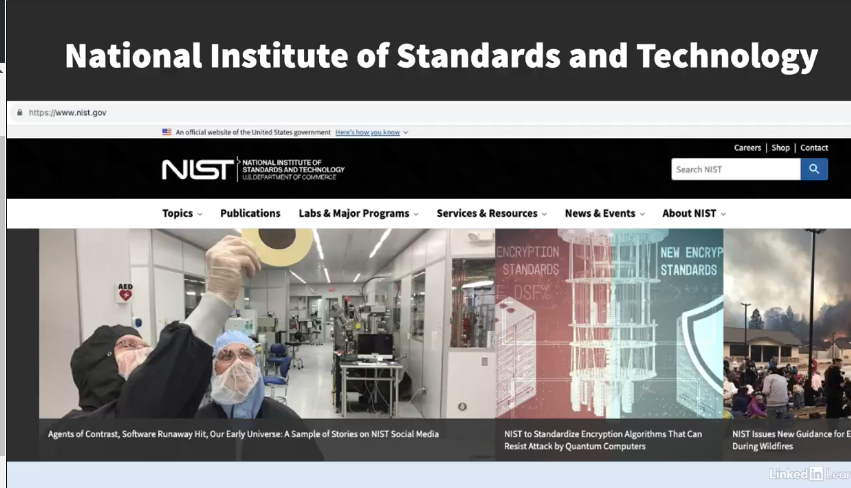 National Institute of Standards and Technology
https://www.nist.gov
An official website of the United States government Here's how you know
Careers | Shop | Contact
NIST
NATIONAL INSTITUTE OF
STANDARDS AND TECHNOLOGY
U.S. DEPARTMENT OF COMMERCE
Search NIST
Topics Publications Labs & Major Programs Services & Resources News & Events About NIST
AED
ENCRYPTION
STANDARDS
NEW ENCRYP
STANDARDS
Agents of Contrast, Software Runaway Hit, Our Early Universe: A Sample of Stories on NIST Social Media
NIST to Standardize Encryption Algorithms That Can
Resist Attack by Quantum Computers
NIST Issues New Guidance for E
During Wildfires
Linked in Lear